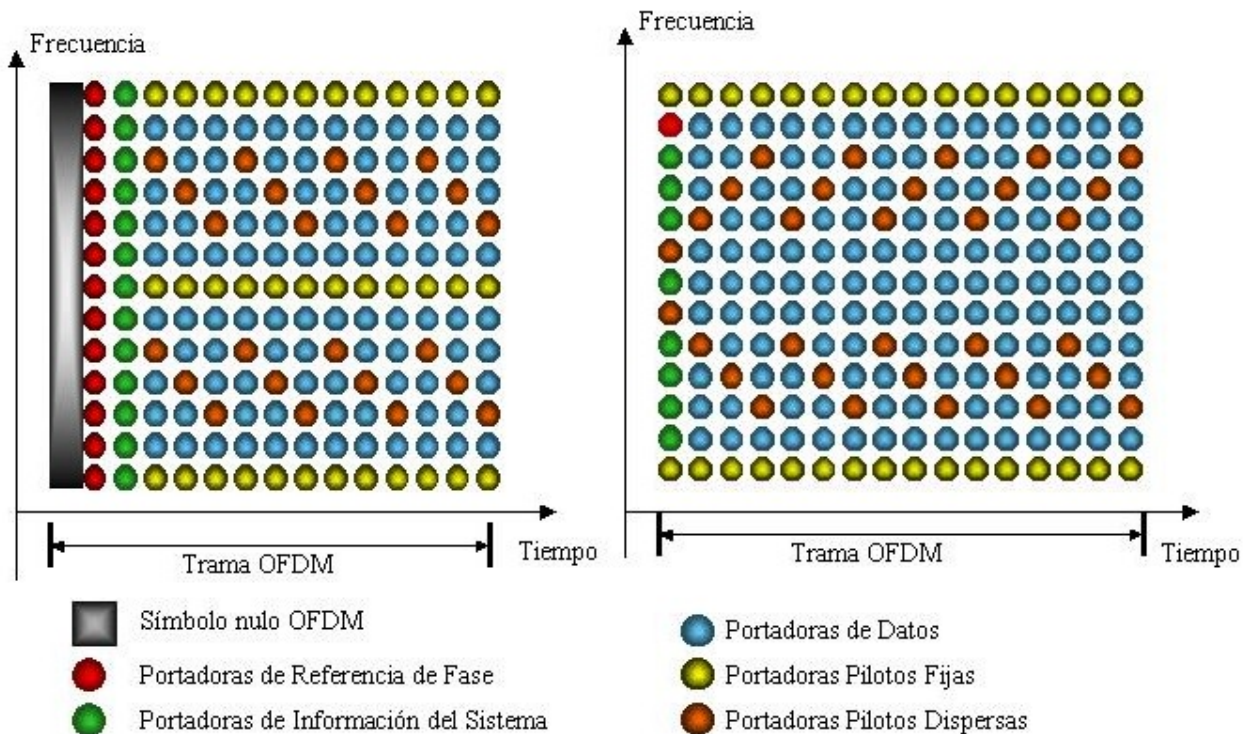 Frecuencia
Tiempo
Trama OFDM
Frecuencia
Tiempo
Trama OFDM
Símbolo nulo OFDM
Portadoras de Referencia de Fase
Portadoras de Información del Sistema
Portadoras de Datos
Portadoras Pilotos Fijas
Portadoras Pilotos Dispersas